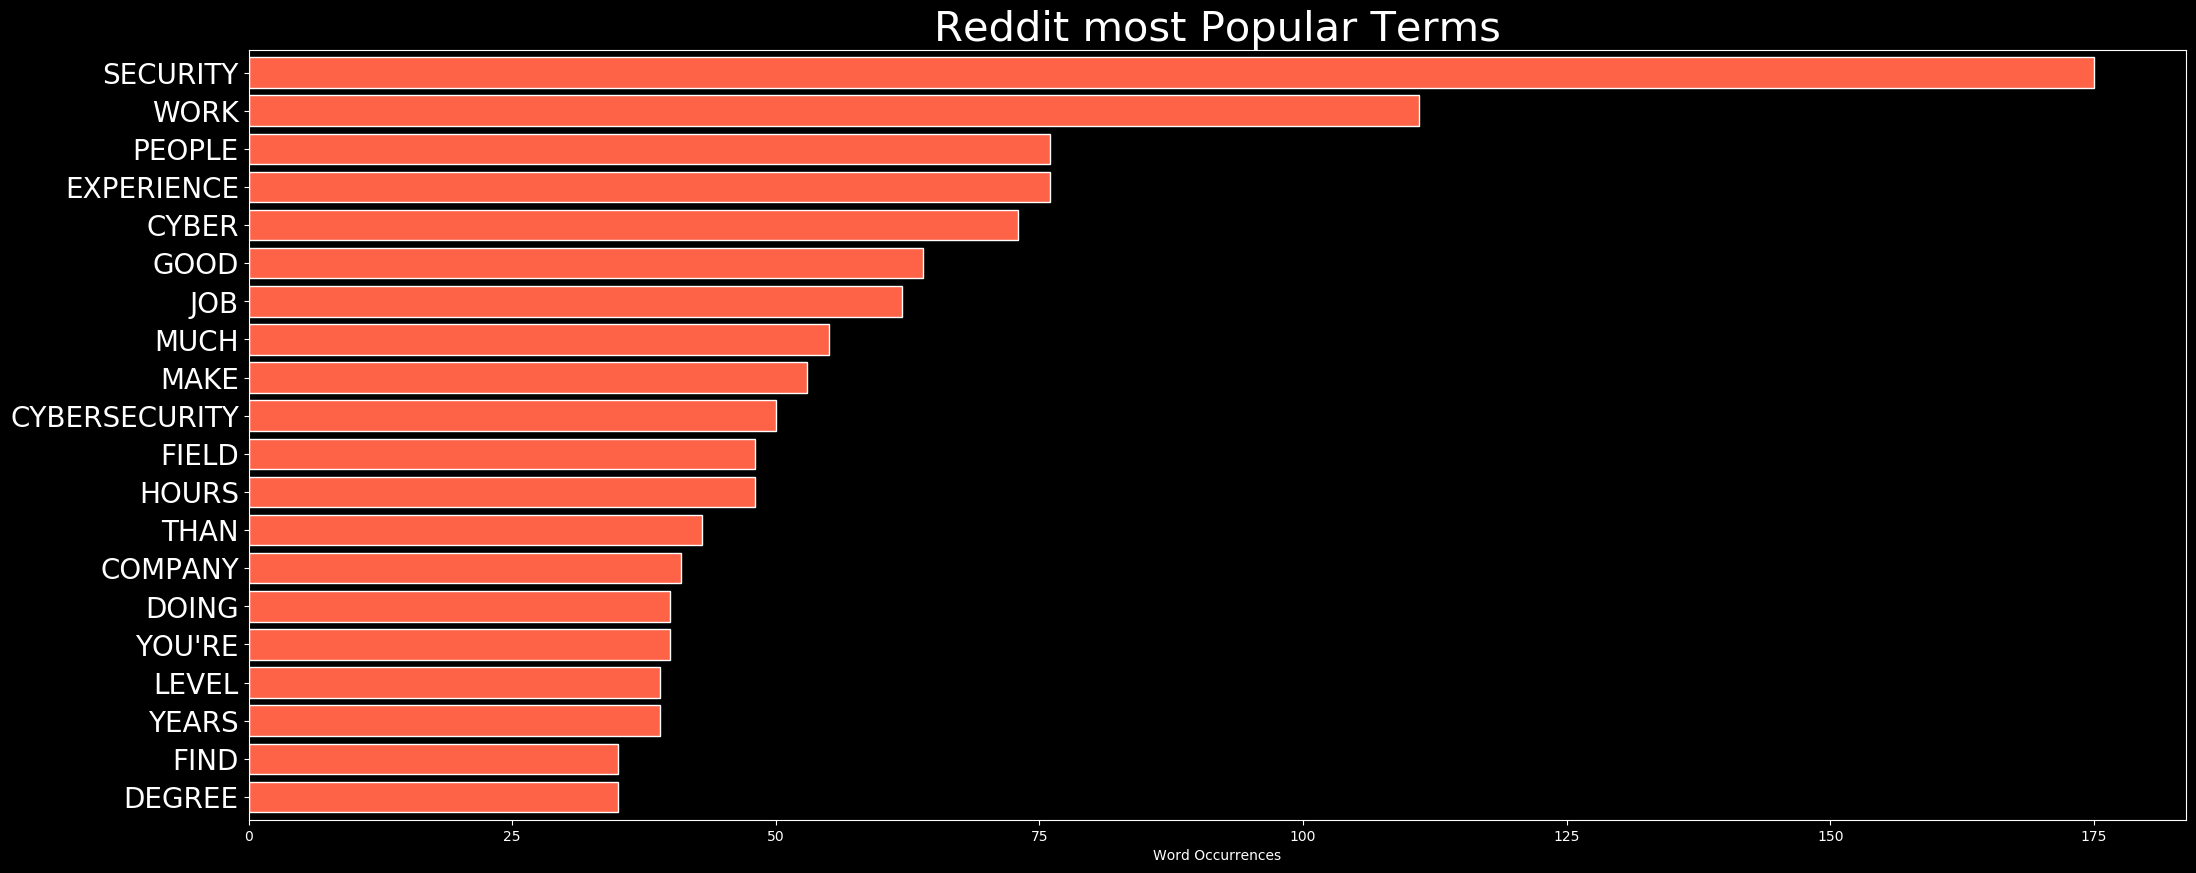 Reddit most Popular Terms
SECURITY
WORK
PEOPLE
EXPERIENCE
CYBER
GOOD
JOB
MUCH
MAKE
CYBERSECURITY
FIELD
HOURS
THAN
COMPANY
DOING
YOU'RE
LEVEL
YEARS
FIND
DEGREE
0 25 50 75 100 125 150 175
Word Occurrences